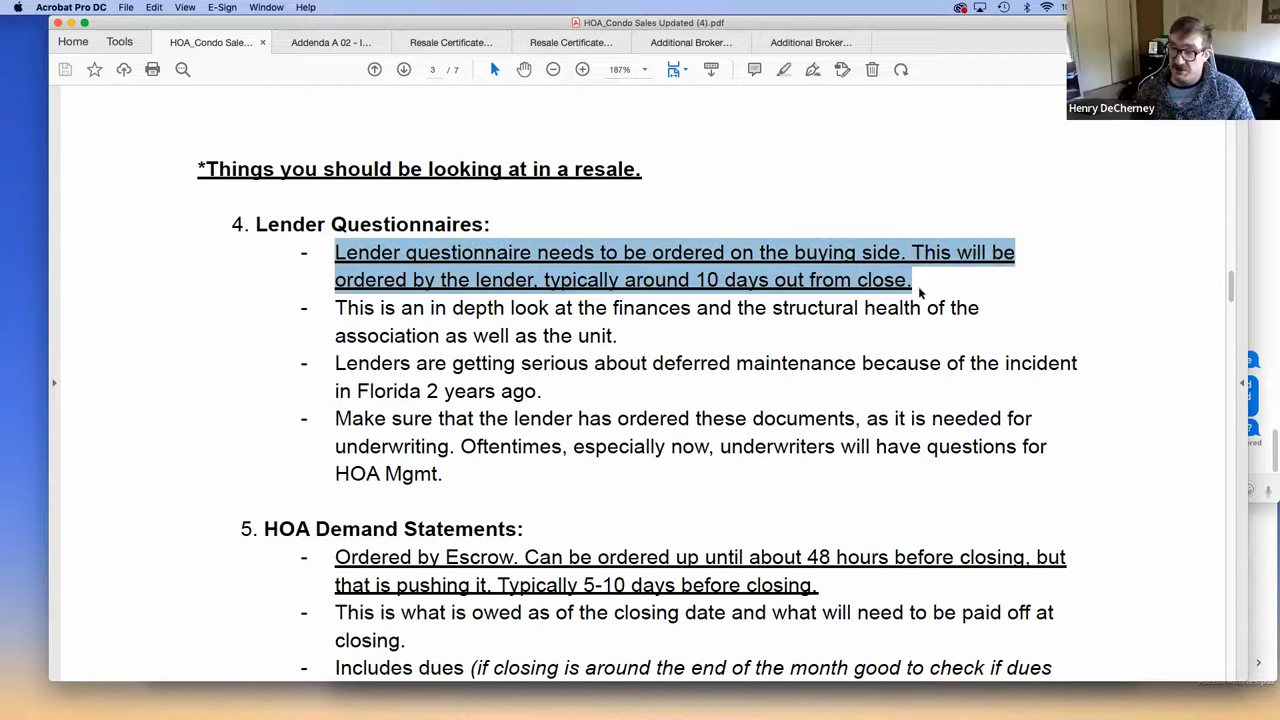 Acrobat Pro DC File Edit View E-Sign Window Help
HOA_Condo Sales Updated (4).pdf
Home Tools HOA_Condo Sale... × Addenda A 02 - I... Resale Certificate... Resale Certificate... Additional Broker... Additional Broker...
3 / 7 187%
Henry DeCherney
*Things you should be looking at in a resale.
4. Lender Questionnaires:
- Lender questionnaire needs to be ordered on the buying side. This will be
ordered by the lender, typically around 10 days out from close.
- This is an in depth look at the finances and the structural health of the
association as well as the unit.
- Lenders are getting serious about deferred maintenance because of the incident
in Florida 2 years ago.
- Make sure that the lender has ordered these documents, as it is needed for
underwriting. Oftentimes, especially now, underwriters will have questions for
HOA Mgmt.
5. HOA Demand Statements:
- Ordered by Escrow. Can be ordered up until about 48 hours before closing, but
that is pushing it. Typically 5-10 days before closing.
- This is what is owed as of the closing date and what will need to be paid off at
closing.
- Includes dues (if closing is around the end of the month good to check if dues